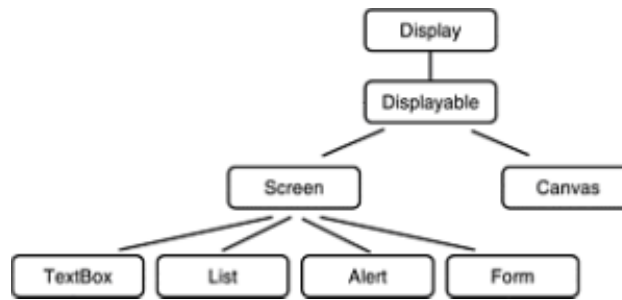 Display
Displayable
Screen
Canvas
TextBox
List
Alert
Form